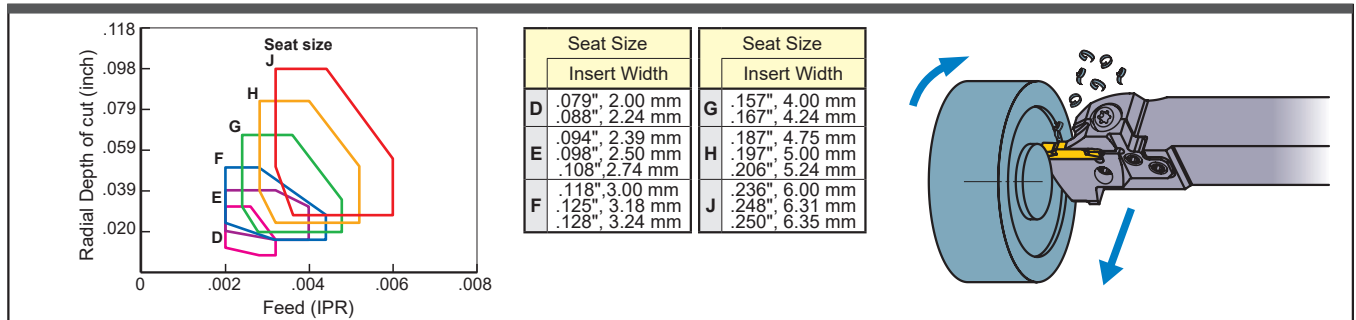 .118
.098
.079
.059
.039
.020
Radial Depth of cut (inch)
Seat size
J
H
G
F
E
D
0
.002
.004
.006
.008
Feed (IPR)
Seat Size
Insert Width
D
.079", 2.00 mm
.088", 2.24 mm
E
.094", 2.39 mm
.098", 2.50 mm
.108",2.74 mm
F
.118",3.00 mm
.125", 3.18 mm
.128", 3.24 mm
Seat Size
Insert Width
G
.157", 4.00 mm
.167", 4.24 mm
H
.187", 4.75 mm
.197", 5.00 mm
.206", 5.24 mm
J
.236", 6.00 mm
.248", 6.31 mm
.250", 6.35 mm